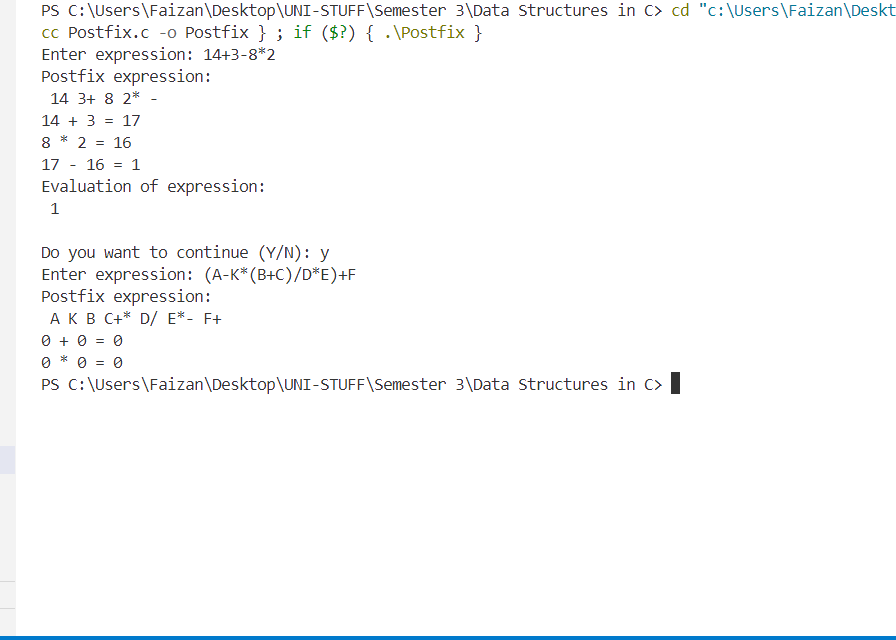 PS C:\Users\Faizan\Desktop\UNI-STUFF\Semester 3\Data Structures in C> cd "c:\Users\Faizan\Deskt
cc Postfix.c -o Postfix } ; if ($?) { .\Postfix }
Enter expression: 14+3-8*2
Postfix expression:
 14 3+ 8 2* -
14 + 3 = 17
8 * 2 = 16
17 - 16 = 1
Evaluation of expression:
 1

Do you want to continue (Y/N): y
Enter expression: (A-K*(B+C)/D*E)+F
Postfix expression:
 A K B C+* D/ E*- F+
0 + 0 = 0
0 * 0 = 0
PS C:\Users\Faizan\Desktop\UNI-STUFF\Semester 3\Data Structures in C>